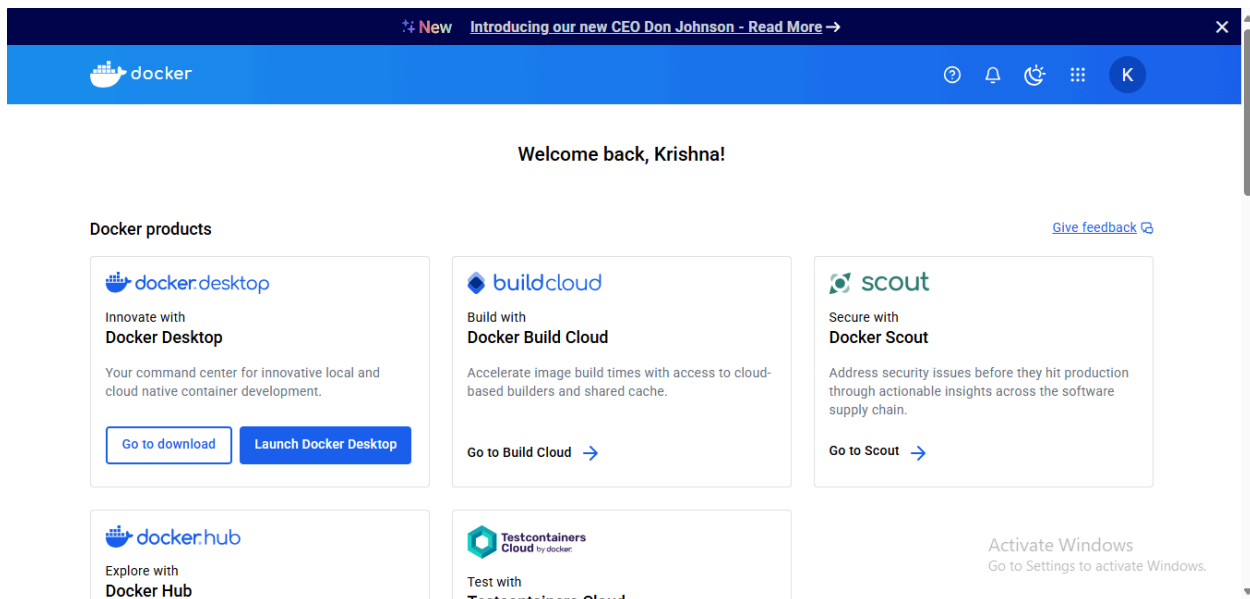 New Introducing our new CEO Don Johnson - Read More
docker
K
Welcome back, Krishna!
Docker products
Give feedback
docker.desktop
Innovate with
Docker Desktop
Your command center for innovative local and
cloud native container development.
Go to download
Launch Docker Desktop
buildcloud
Build with
Docker Build Cloud
Accelerate image build times with access to cloud-
based builders and shared cache.
Go to Build Cloud
scout
Secure with
Docker Scout
Address security issues before they hit production
through actionable insights across the software
supply chain.
Go to Scout
docker.hub
Explore with
Docker Hub
Testcontainers
Cloud by docker.
Test with
Testcontainers Cloud
Activate Windows
Go to Settings to activate Windows.